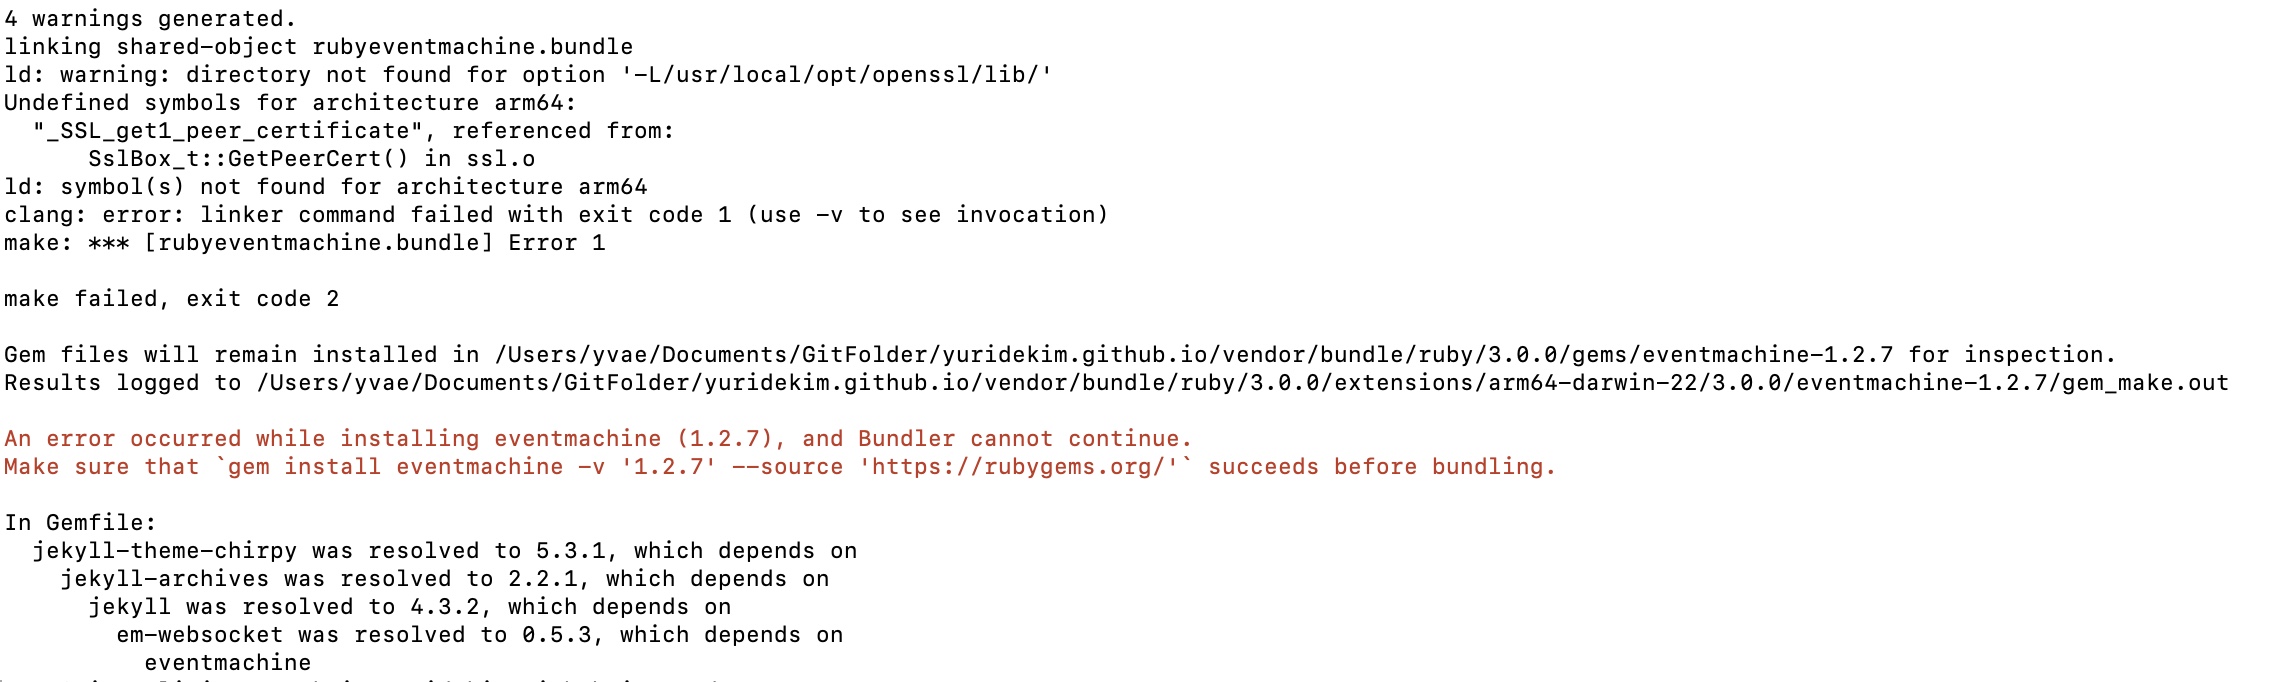 4 warnings generated.
linking shared-object rubyeventmachine.bundle
ld: warning: directory not found for option '-L/usr/local/opt/openssl/lib/'
Undefined symbols for architecture arm64:
"_SSL_get1_peer_certificate", referenced from:
SslBox_t::GetPeerCert() in ssl.o
ld: symbol(s) not found for architecture arm64
clang: error: linker command failed with exit code 1 (use -v to see invocation)
make: *** [rubyeventmachine.bundle] Error 1
make failed, exit code 2
Gem files will remain installed in /Users/yvae/Documents/GitFolder/yuridekim.github.io/vendor/bundle/ruby/3.0.0/gems/eventmachine-1.2.7 for inspection.
Results logged to /Users/yvae/Documents/GitFolder/yuridekim.github.io/vendor/bundle/ruby/3.0.0/extensions/arm64-darwin-22/3.0.0/eventmachine-1.2.7/gem_make.out
An error occurred while installing eventmachine (1.2.7), and Bundler cannot continue.
Make sure that `gem install eventmachine -v '1.2.7' --source 'https://rubygems.org/'` succeeds before bundling.
In Gemfile:
jekyll-theme-chirpy was resolved to 5.3.1, which depends on
jekyll-archives was resolved to 2.2.1, which depends on
jekyll was resolved to 4.3.2, which depends on
em-websocket was resolved to 0.5.3, which depends on
eventmachine